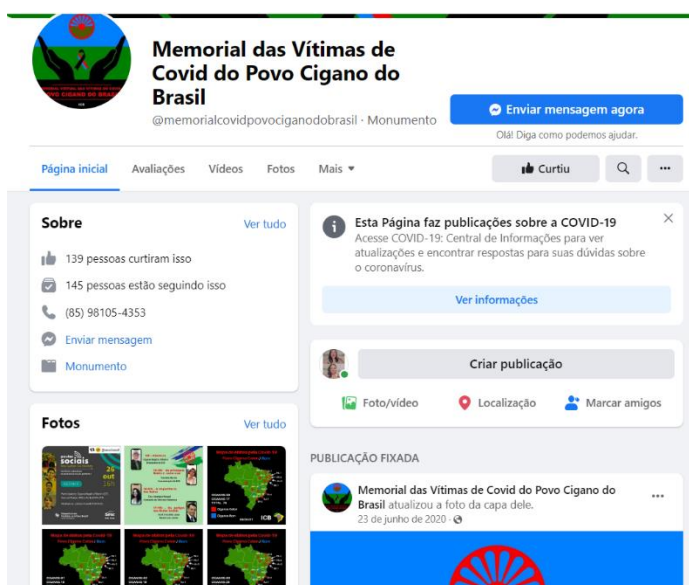 Memorial das Vítimas de
Covid do Povo Cigano do
Brasil
@memorialcovidpovociganodobrasil · Monumento
Enviar mensagem agora
Olá! Diga como podemos ajudar.
Página inicial Avaliações Vídeos Fotos Mais
Curtiu
Sobre
Ver tudo
139 pessoas curtiram isso
145 pessoas estão seguindo isso
(85) 98105-4353
Enviar mensagem
Monumento
Fotos
Ver tudo
sociais
26
out
16h
ICB
Esta Página faz publicações sobre a COVID-19
Acesse COVID-19: Central de Informações para ver
atualizações e encontrar respostas para suas dúvidas sobre
o coronavírus.
Ver informações
Criar publicação
Foto/vídeo Localização Marcar amigos
PUBLICAÇÃO FIXADA
Memorial das Vítimas de Covid do Povo Cigano do
Brasil atualizou a foto da capa dele.
23 de junho de 2020